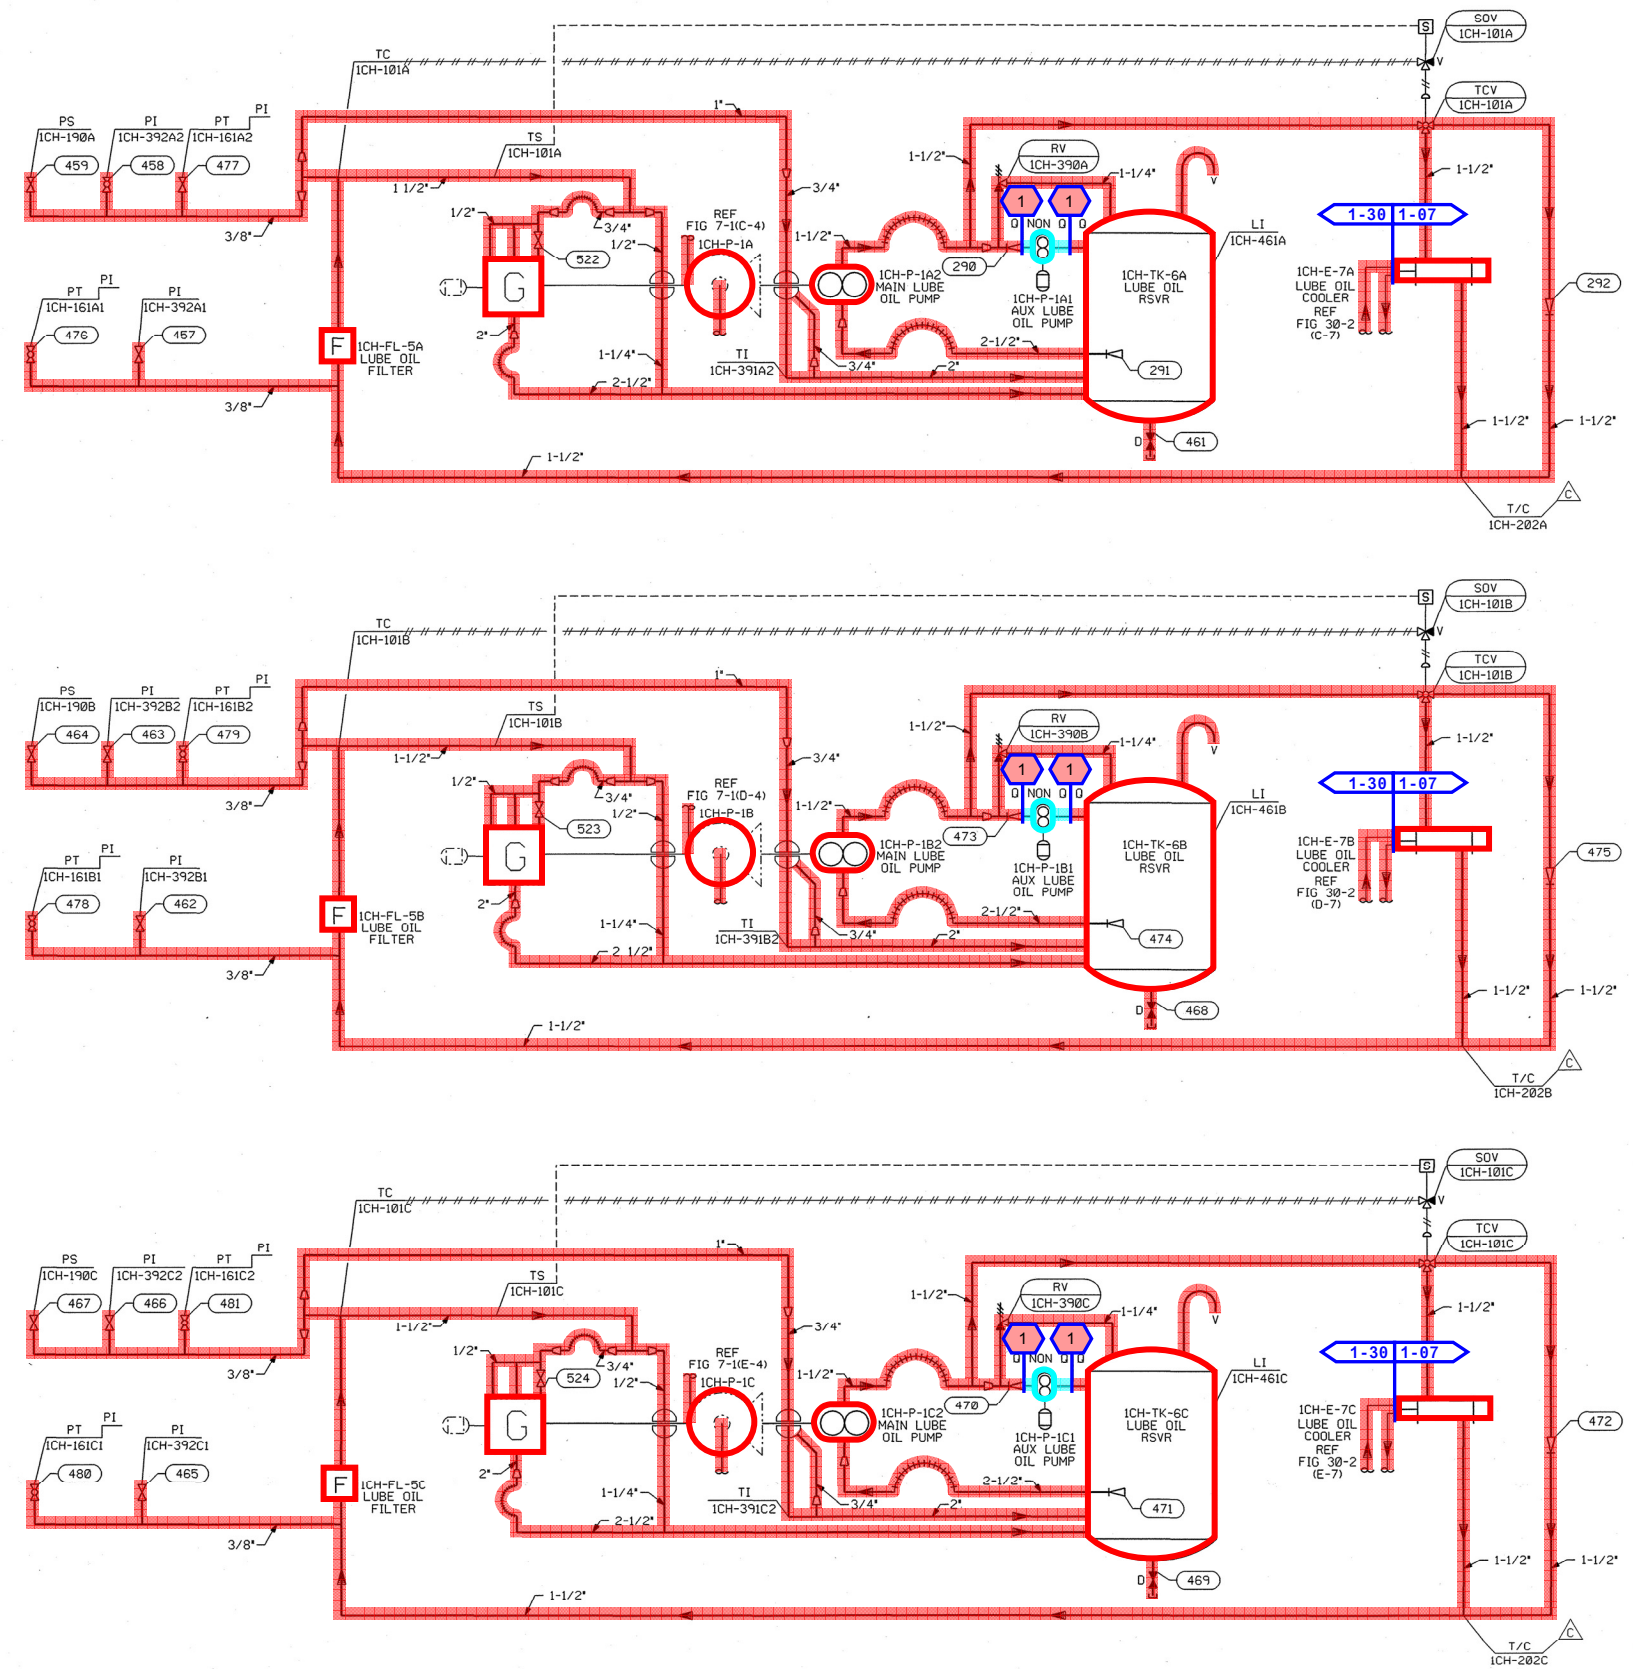 S
SOV
1CH-101A
TC
1CH-101A
V
TCV
1CH-101A
1"
PI
PS
1CH-190A
PI
1CH-392A2
PT
1CH-161A2
459
458
477
TS
1CH-101A
1 1/2"
3/8"
1-1/2"
RV
1CH-390A
1-1/4"
V
1-1/2"
3/4"
1
1
Q NON Q
1-30 1-07
1/2"
3/4"
1/2"
522
REF
FIG 7-1(C-4)
1CH-P-1A
1-1/2"
290
LI
1CH-461A
G
1CH-P-1A2
MAIN LUBE
OIL PUMP
1CH-P-1A1
AUX LUBE
OIL PUMP
1CH-TK-6A
LUBE OIL
RSVR
1CH-E-7A
LUBE OIL
COOLER
REF
FIG 30-2
(C-7)
292
PT
1CH-161A1
PI
PI
1CH-392A1
476
457
F
1CH-FL-5A
LUBE OIL
FILTER
2"
1-1/4"
2-1/2"
TI
1CH-391A2
3/4"
2-1/2"
2"
291
3/8"
1-1/2"
D
461
1-1/2"
1-1/2"
C
T/C
1CH-202A
S
SOV
1CH-101B
TC
1CH-101B
V
TCV
1CH-101B
1"
PI
PS
1CH-190B
PI
1CH-392B2
PT
1CH-161B2
464
463
479
TS
1CH-101B
1-1/2"
3/8"
1-1/2"
RV
1CH-390B
1-1/4"
V
1-1/2"
3/4"
1
1
Q NON Q
1-30 1-07
1/2"
3/4"
1/2"
523
REF
FIG 7-1(D-4)
1CH-P-1B
1-1/2"
473
LI
1CH-461B
G
1CH-P-1B2
MAIN LUBE
OIL PUMP
1CH-P-1B1
AUX LUBE
OIL PUMP
1CH-TK-6B
LUBE OIL
RSVR
1CH-E-7B
LUBE OIL
COOLER
REF
FIG 30-2
(D-7)
475
PT
1CH-161B1
PI
PI
1CH-392B1
478
462
F
1CH-FL-5B
LUBE OIL
FILTER
2"
1-1/4"
2 1/2"
TI
1CH-391B2
3/4"
2-1/2"
2"
474
3/8"
1-1/2"
D
468
1-1/2"
1-1/2"
C
T/C
1CH-202B
S
SOV
1CH-101C
TC
1CH-101C
V
TCV
1CH-101C
1"
PI
PS
1CH-190C
PI
1CH-392C2
PT
1CH-161C2
467
466
481
TS
1CH-101C
1-1/2"
3/8"
1-1/2"
RV
1CH-390C
1-1/4"
V
1-1/2"
3/4"
1
1
Q NON Q
1-30 1-07
1/2"
3/4"
1/2"
524
REF
FIG 7-1(E-4)
1CH-P-1C
1-1/2"
470
LI
1CH-461C
G
1CH-P-1C2
MAIN LUBE
OIL PUMP
1CH-P-1C1
AUX LUBE
OIL PUMP
1CH-TK-6C
LUBE OIL
RSVR
1CH-E-7C
LUBE OIL
COOLER
REF
FIG 30-2
(E-7)
472
PT
1CH-161C1
PI
PI
1CH-392C1
480
465
F
1CH-FL-5C
LUBE OIL
FILTER
2"
1-1/4"
2-1/2"
TI
1CH-391C2
3/4"
2-1/2"
2"
471
3/8"
1-1/2"
D
469
1-1/2"
1-1/2"
C
T/C
1CH-202C